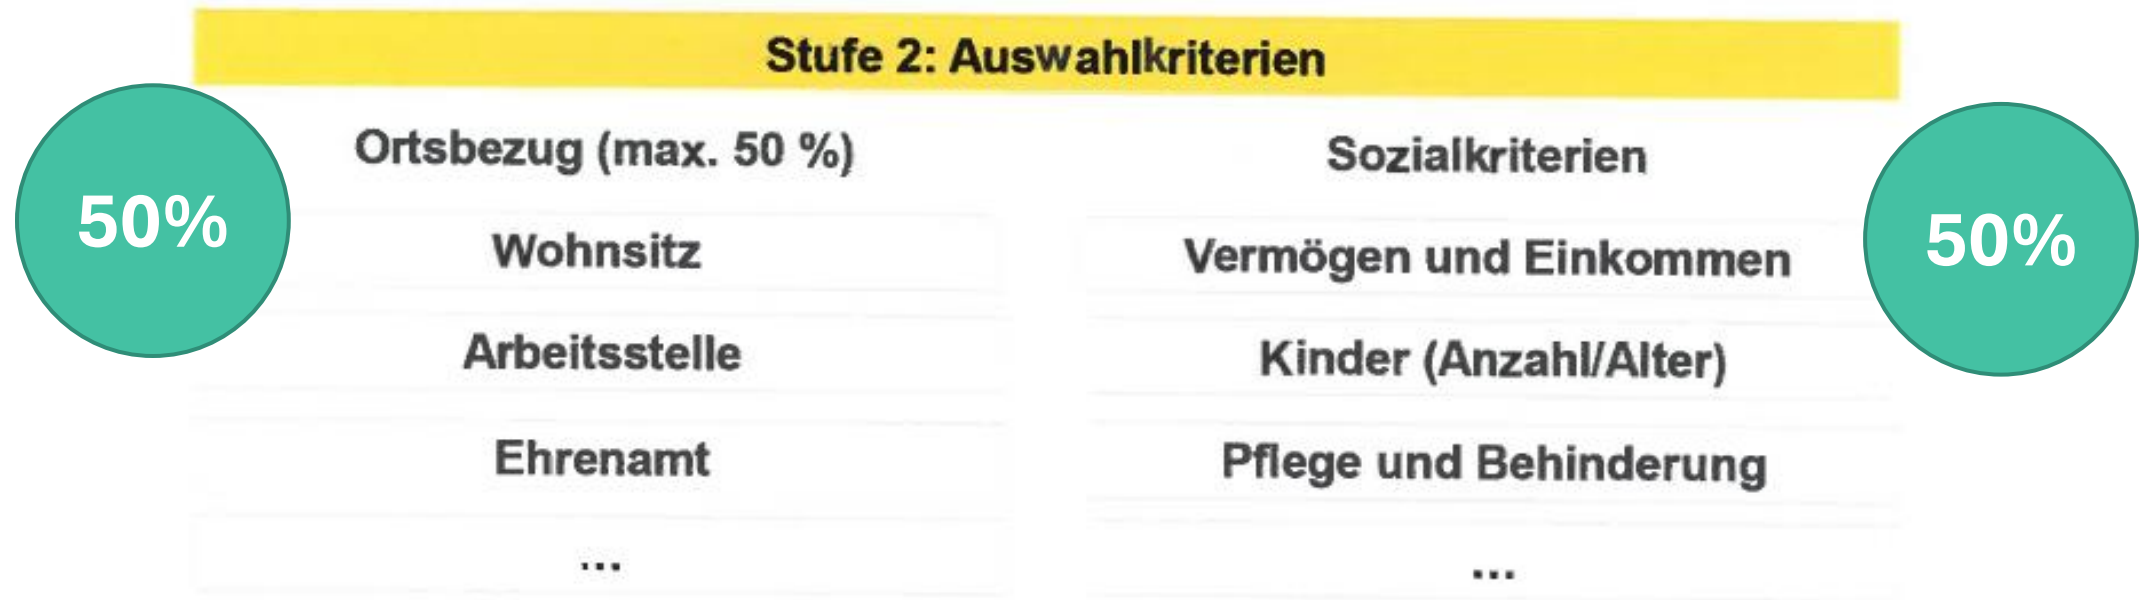 Stufe 2: Auswahlkriterien
Ortsbezug (max. 50 %)
Sozialkriterien
50%
50%
Wohnsitz
Vermögen und Einkommen
Arbeitsstelle
Kinder (Anzahl/Alter)
Ehrenamt
Pflege und Behinderung
...
...